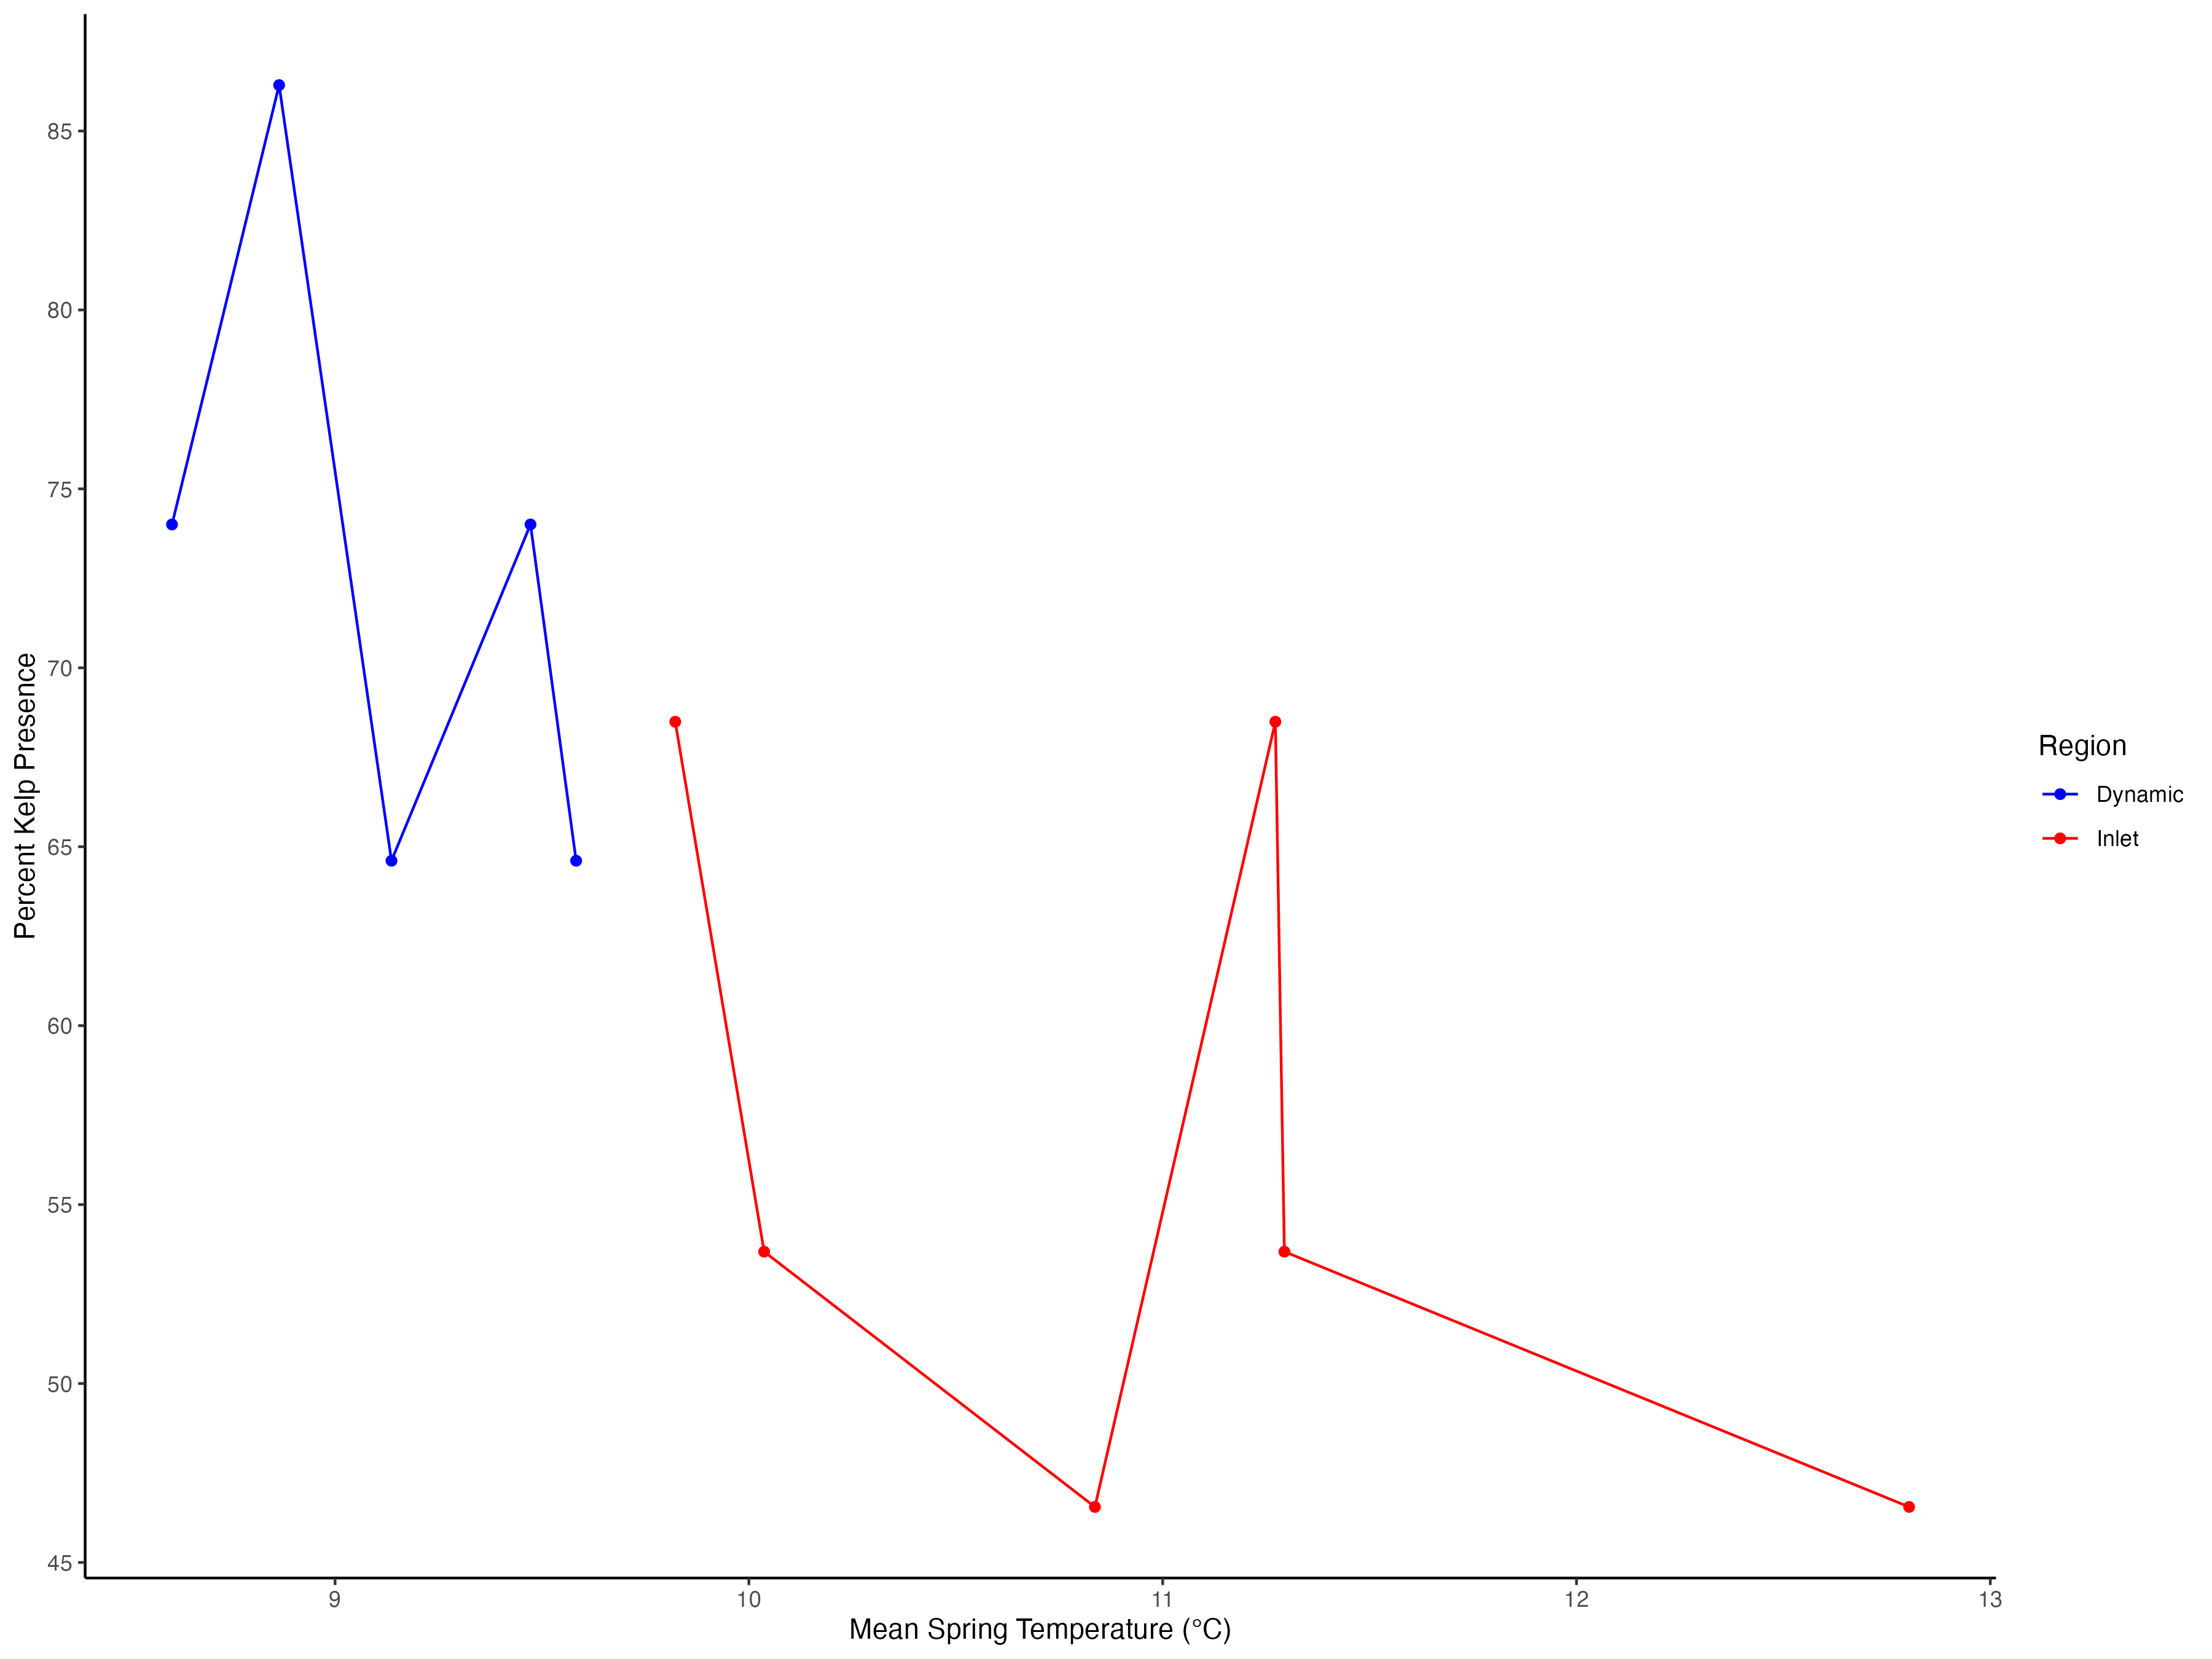 85
80
75
70
65
60
55
50
45
Percent Kelp Presence
9 10 11 12 13
Mean Spring Temperature (°C)
Region
Dynamic
Inlet